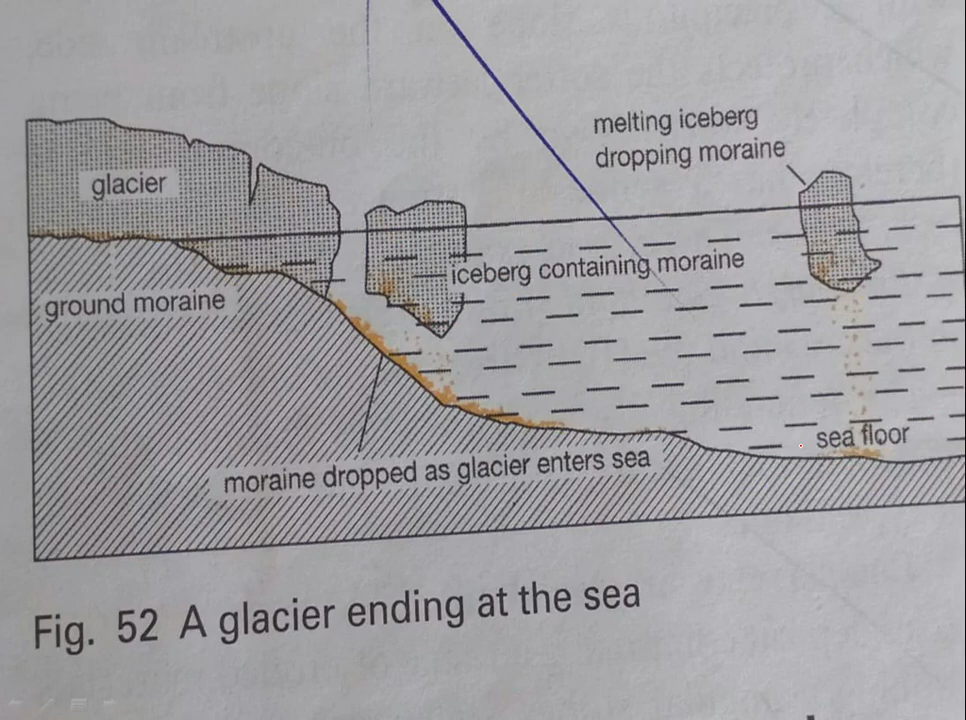 melting iceberg
dropping moraine
glacier
iceberg containing moraine
ground moraine
sea floor
moraine dropped as glacier enters sea
Fig. 52 A glacier ending at the sea